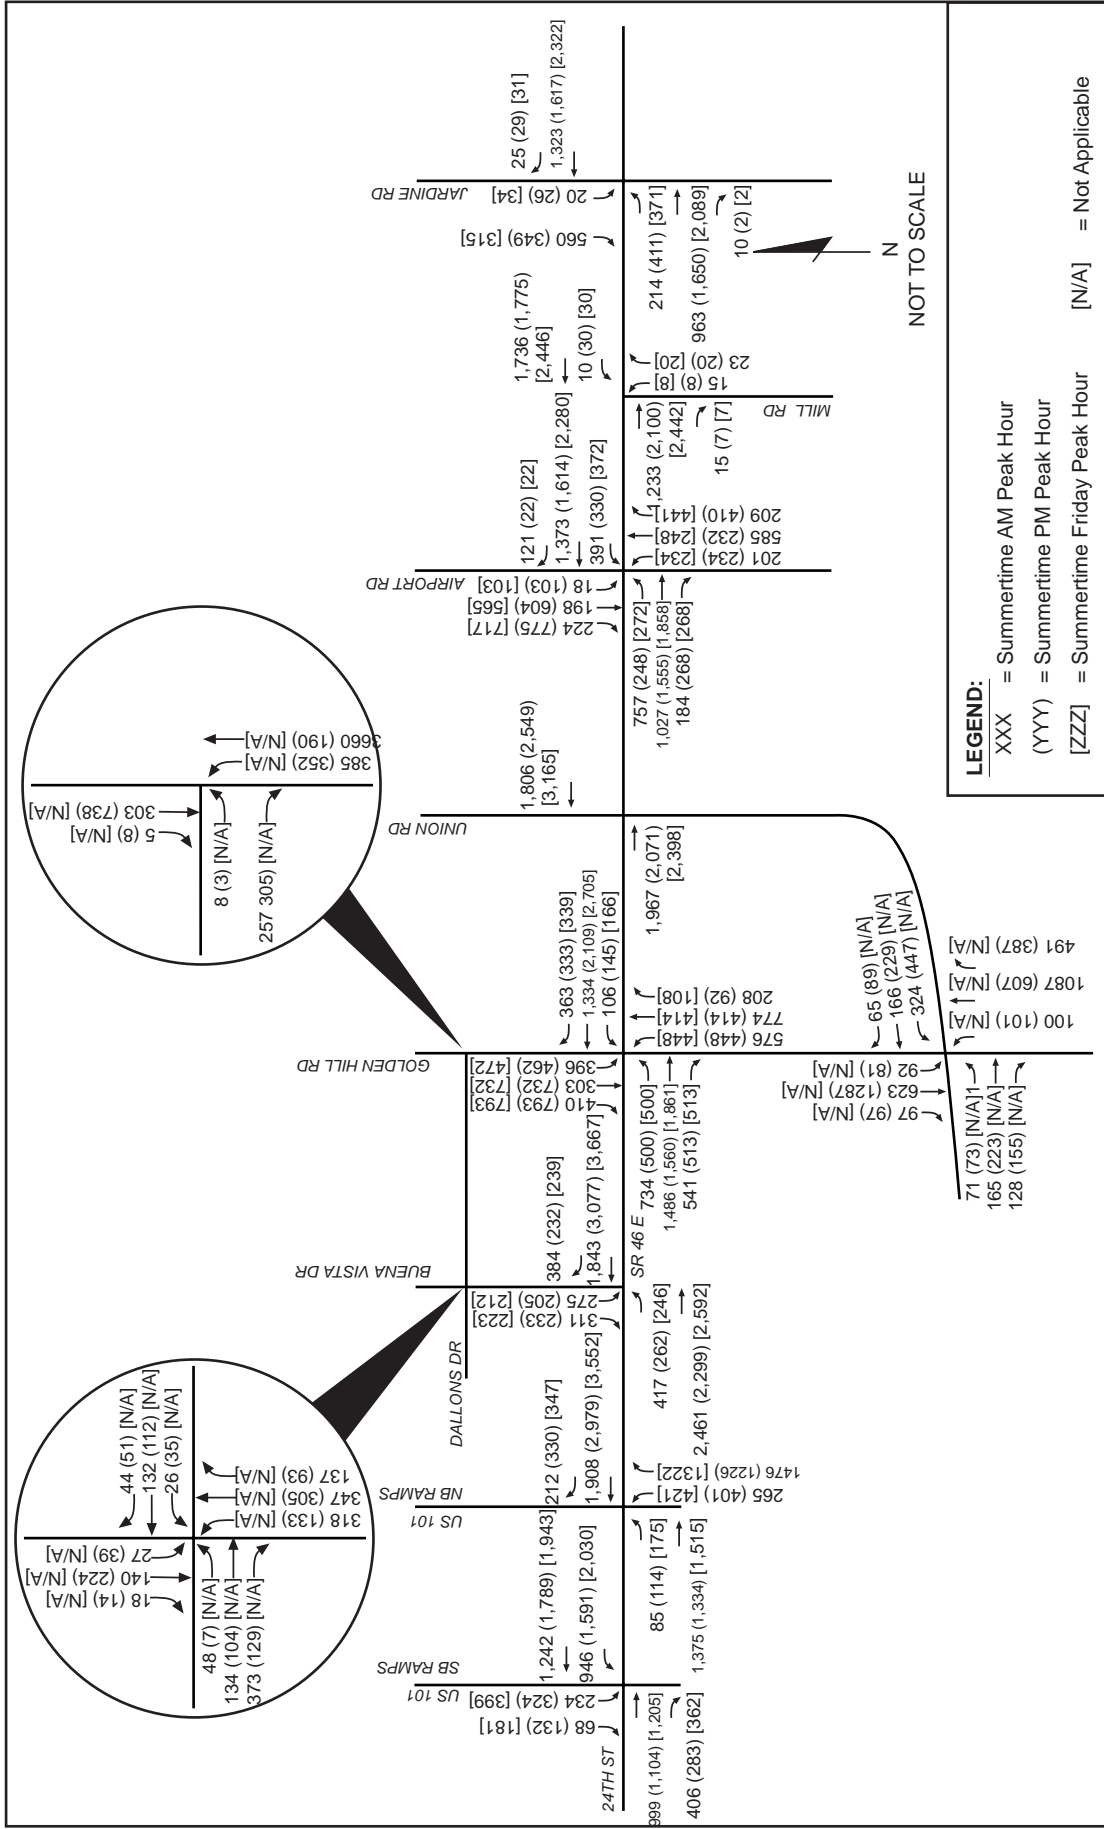 25 (29) [31]
1,323 (1,617) [2,322]
JARDINE RD
20 (26) [34]
560 (349) [315]
214 (411) [371]
963 (1,650) [2,089]
10 (2) [2]
N
NOT TO SCALE
1,736 (1,775)
[2,446]
10 (30) [30]
15 (8) [8]
23 (20) [20]
MILL RD
1,233 (2,100)
[2,442]
15 (7) [7]
121 (22) [22]
1,373 (1,614) [2,280]
391 (330) [372]
AIRPORT RD
18 (103) [103]
198 (604) [565]
224 (775) [717]
201 (234) [234]
585 (232) [248]
209 (410) [441]
757 (248) [272]
1,027 (1,555) [1,858]
184 (268) [268]
1,806 (2,549)
[3,165]
UNION RD
1,967 (2,071)
[2,398]
3660 (190) [N/A]
385 (352) [N/A]
303 (738) [N/A]
5 (8) [N/A]
8 (3) [N/A]
257 305) [N/A]
363 (333) [339]
1,334 (2,109) [2,705]
106 (145) [166]
GOLDEN HILL RD
396 (462) [472]
303 (732) [732]
410 (793) [793]
576 (448) [448]
774 (414) [414]
208 (92) [108]
734 (500) [500]
1,486 (1,560) [1,861]
541 (513) [513]
65 (89) [N/A]
166 (229) [N/A]
324 (447) [N/A]
491 (387) [N/A]
1087 (607) [N/A]
100 (101) [N/A]
92 (81) [N/A]
623 (1287) [N/A]
97 (97) [N/A]
71 (73) [N/A]1
165 (223) [N/A]
128 (155) [N/A]
384 (232) [239]
1,843 (3,077) [3,667]
BUENA VISTA DR
275 (205) [212]
311 (233) [223]
SR 46 E
417 (262) [246]
2,461 (2,299) [2,592]
DALLONS DR
44 (51) [N/A]
132 (112) [N/A]
26 (35) [N/A]
27 (39) [N/A]
140 (224) [N/A]
18 (14) [N/A]
137 (93) [N/A]
347 (305) [N/A]
318 (133) [N/A]
48 (7) [N/A]
134 (104) [N/A]
373 (129) [N/A]
212 (330) [347]
1,908 (2,979) [3,552]
US 101
NB RAMPS
265 (401) [421]
1476 (1226) [1322]
85 (114) [175]
1,375 (1,334) [1,515]
1,242 (1,789) [1,943]
946 (1,591) [2,030]
US 101
SB RAMPS
234 (324) [399]
68 (132) [181]
24TH ST
999 (1,104) [1,205]
406 (283) [362]
LEGEND:
XXX = Summertime AM Peak Hour
(YYY) = Summertime PM Peak Hour
[ZZZ] = Summertime Friday Peak Hour
[N/A] = Not Applicable